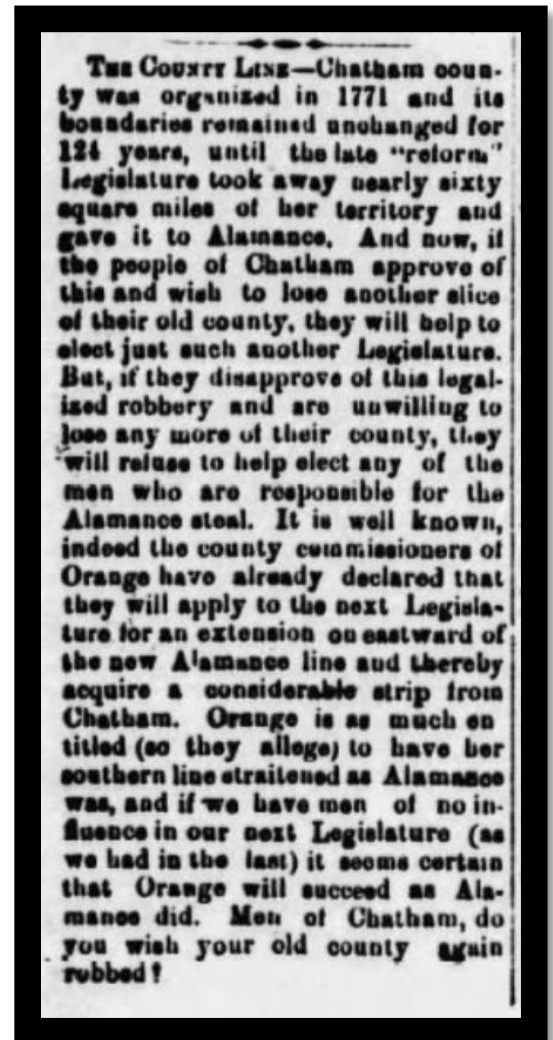 THE COUNTY LINE—Chatham coun-
ty was organized in 1771 and its
boundaries remained unchanged for
124 years, until the late "reform"
Legislature took away nearly sixty
square miles of her territory and
gave it to Alamance. And now, if
the people of Chatham approve of
this and wish to lose another slice
of their old county, they will help to
elect just such another Legislature.
But, if they disapprove of this legal-
ized robbery and are unwilling to
lose any more of their county, they
will refuse to help elect any of the
men who are responsible for the
Alamance steal. It is well known,
indeed the county commissioners of
Orange have already declared that
they will apply to the next Legisla-
ture for an extension on eastward of
the new Alamance line and thereby
acquire a considerable strip from
Chatham. Orange is as much en
titled (so they allege) to have her
southern line straitened as Alamance
was, and if we have men of no in-
fluence in our next Legislature (as
we had in the last) it seems certain
that Orange will succeed as Ala-
mance did. Men of Chatham, do
you wish your old county again
robbed?